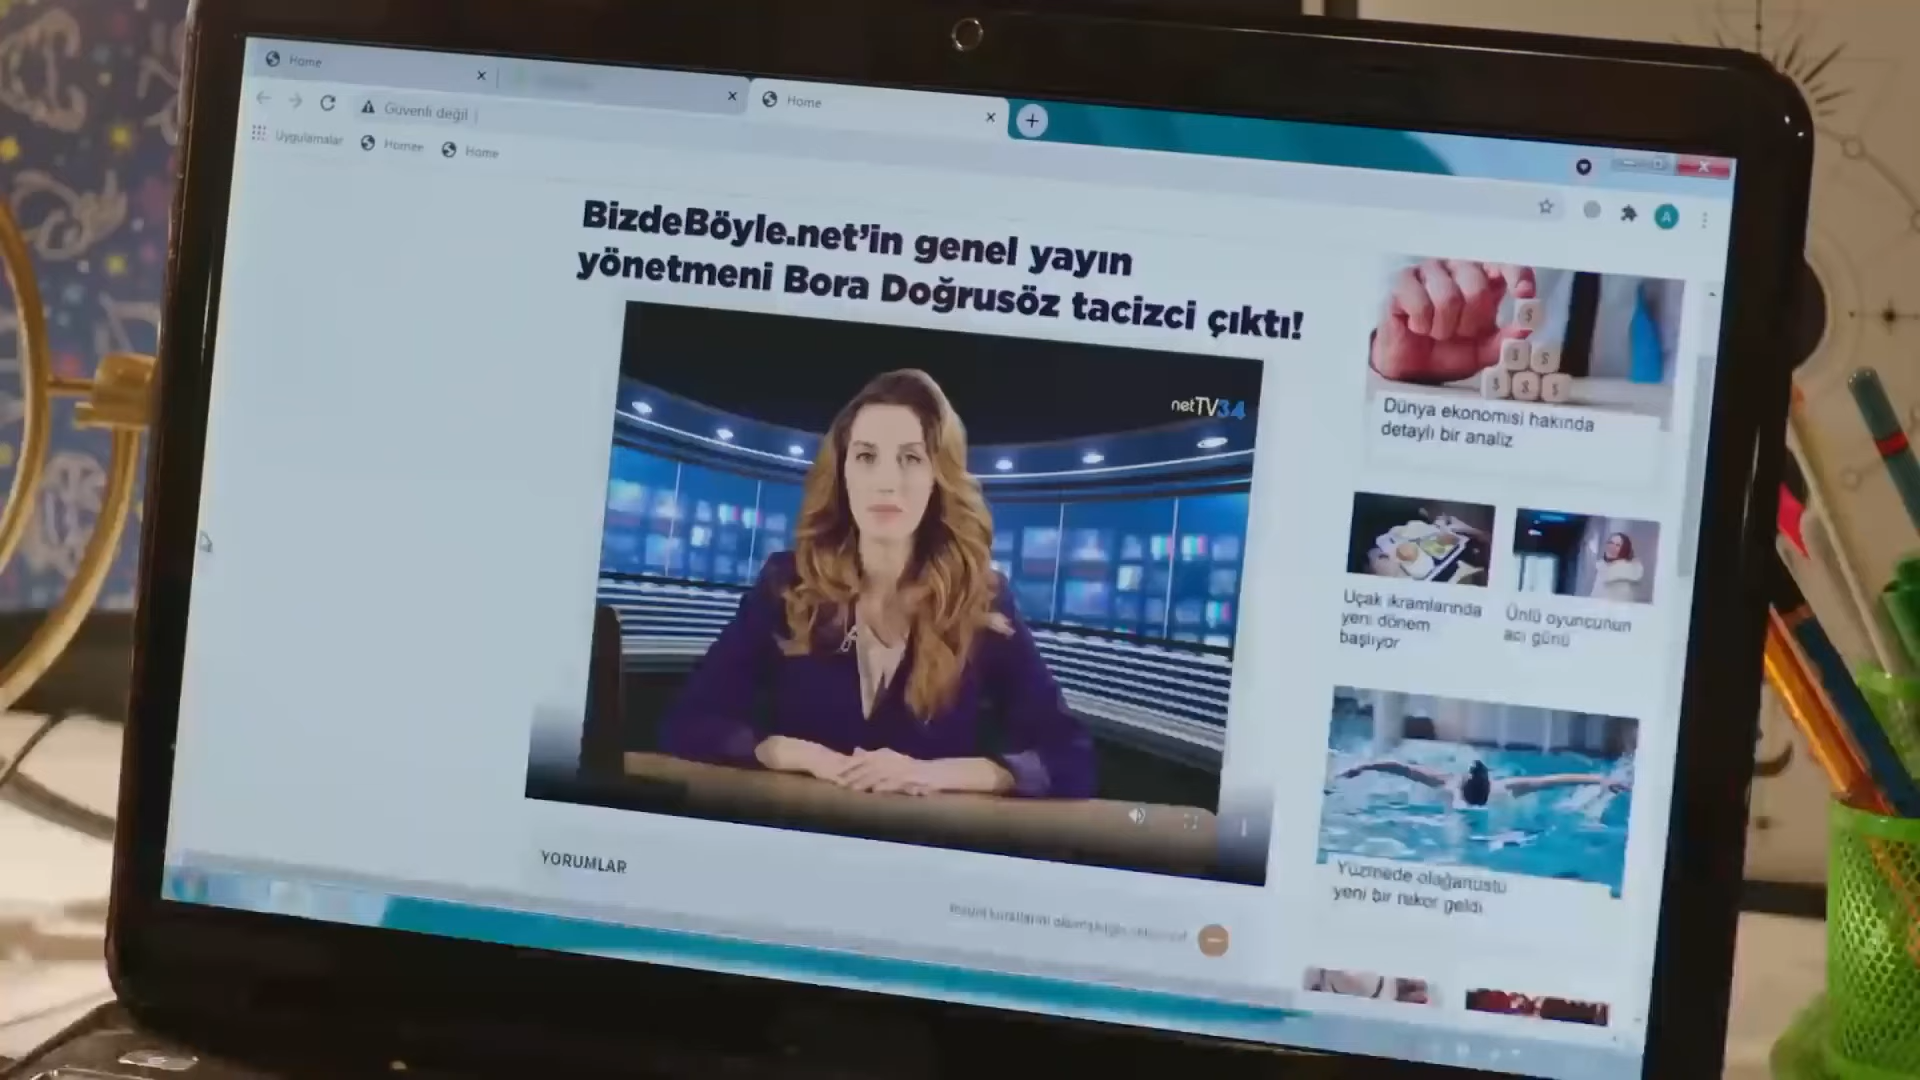 Home
Home
Güvenli değil
Uygulamalar
Homee
Home
A
BizdeBöyle.net'in genel yayın
yönetmeni Bora Doğrusöz tacizci çıktı!
netTV34
Dünya ekonomisi hakında
detaylı bir analiz
Uçak ikramlarında
yeni dönem
başlıyor
Ünlü oyuncunun
acı günü
Yüzmede olağanüstü
yeni bir rekor geldi
YORUMLAR